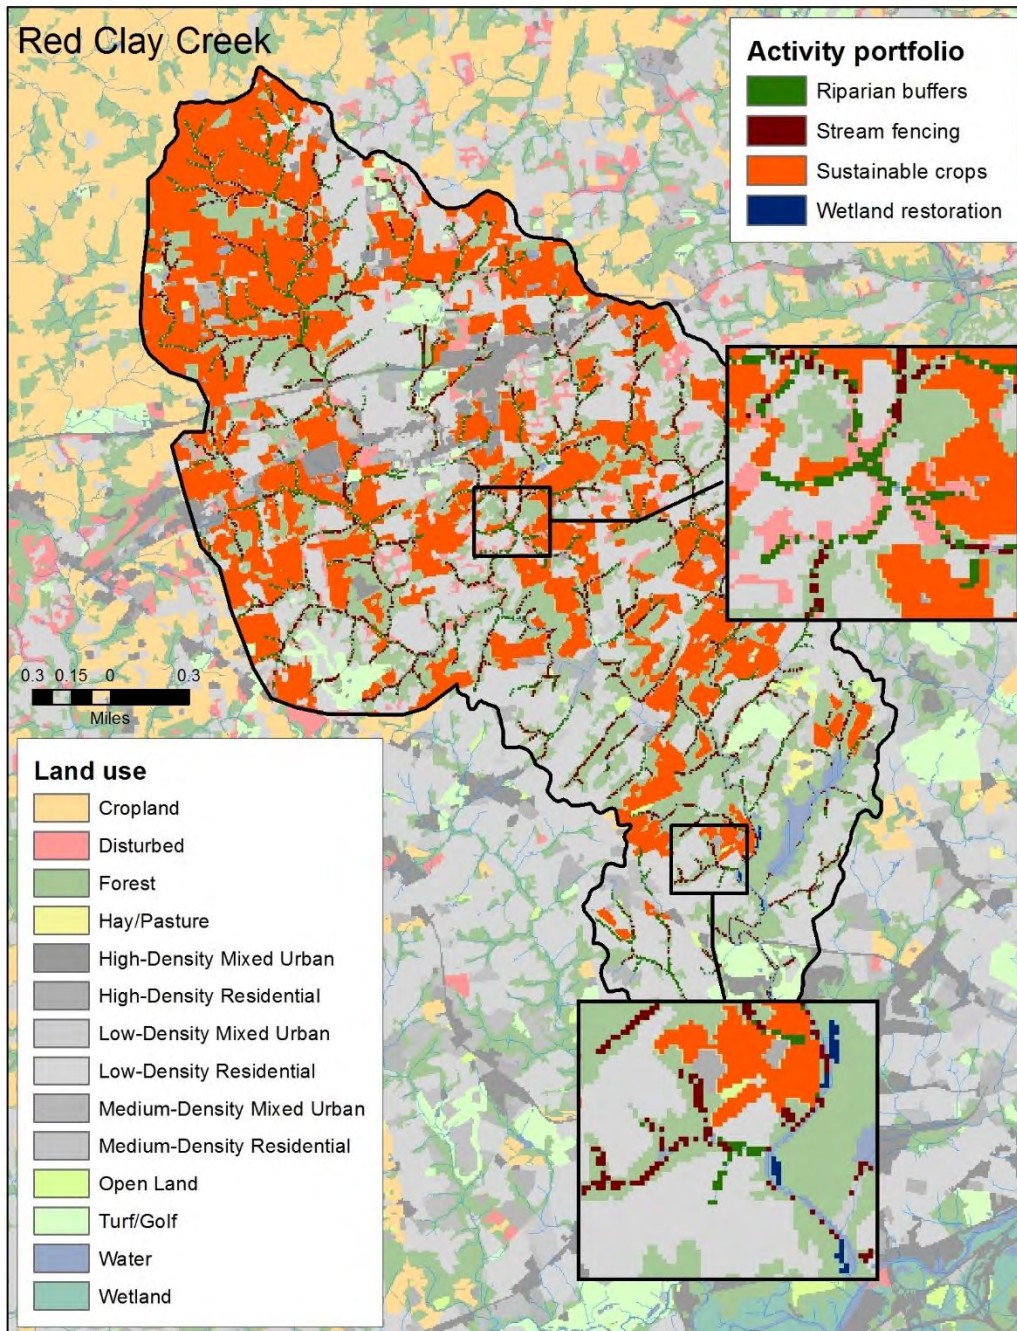 Red Clay Creek
Activity portfolio
Riparian buffers
Stream fencing
Sustainable crops
Wetland restoration
0.3 0.15 0 0.3
Miles
Land use
Cropland
Disturbed
Forest
Hay/Pasture
High-Density Mixed Urban
High-Density Residential
Low-Density Mixed Urban
Low-Density Residential
Medium-Density Mixed Urban
Medium-Density Residential
Open Land
Turf/Golf
Water
Wetland